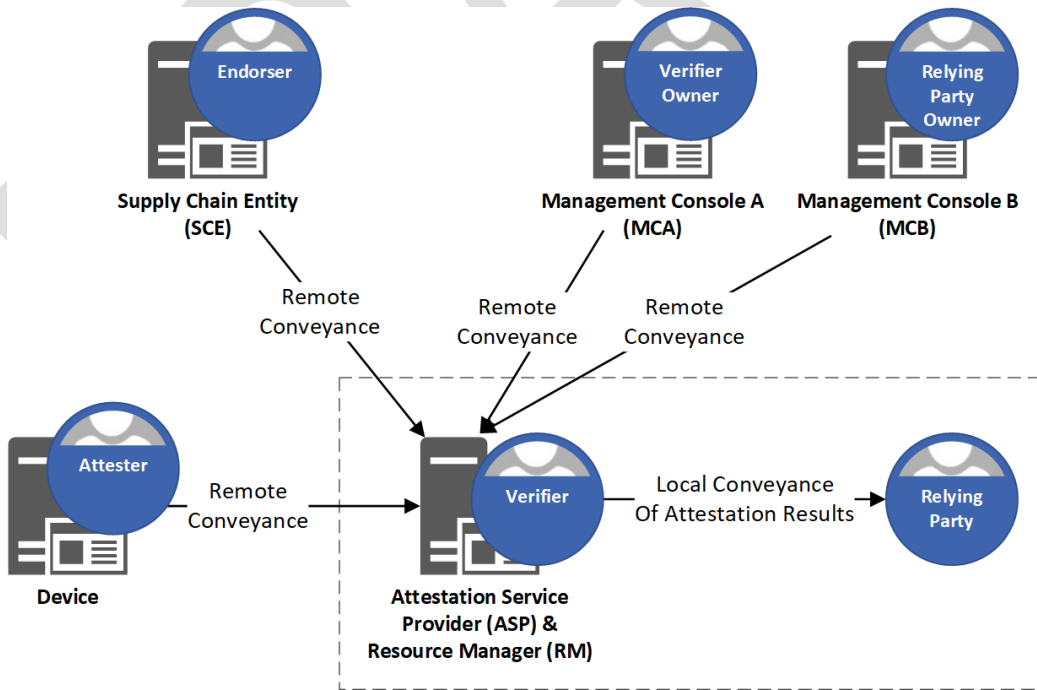 Endorser
Verifier
Owner
Relying
Party
Owner
Supply Chain Entity
(SCE)
Management Console A
(MCA)
Management Console B
(MCB)
Remote
Conveyance
Remote
Conveyance
Remote
Conveyance
Attester
Remote
Conveyance
Verifier
Local Conveyance
Of Attestation Results
Relying
Party
Device
Attestation Service
Provider (ASP) &
Resource Manager (RM)